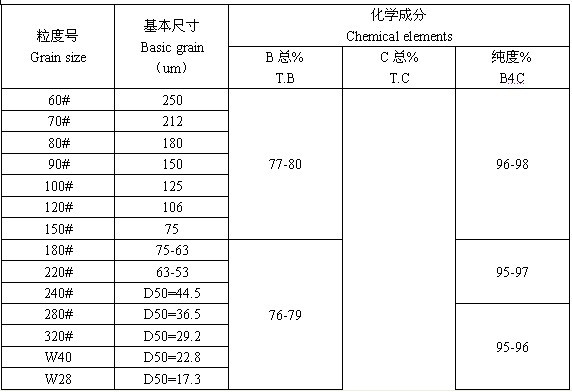 粒度号
Grain size
基本尺寸
Basic grain
（um）
化学成分
Chemical elements
B 总%
T.B
C 总%
T.C
纯度%
B4.C
60# 250
70# 212
80# 180
90# 150
100# 125
120# 106
150# 75
77-80
96-98
180# 75-63
220# 63-53
240# D50=44.5
280# D50=36.5
320# D50=29.2
W40 D50=22.8
W28 D50=17.3
76-79
95-97
95-96